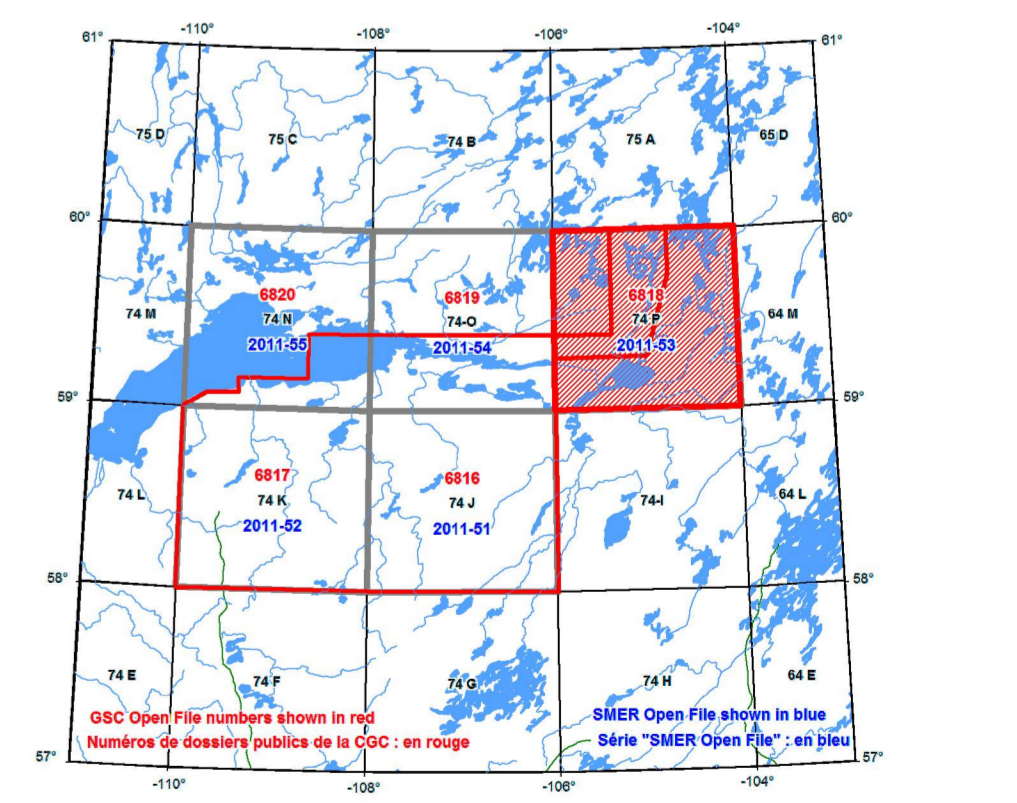 -110°
-108°
-106°
-104°
61°
61°
75 D
75 C
74 B
75 A
65 D
60°
60°
74 M
6820
74 N
2011-55
6819
74-O
2011-54
6818
74 P
2011-53
64 M
59°
59°
74 L
6817
74 K
2011-52
6816
74 J
2011-51
74-I
64 L
58°
58°
74 E
74 F
74 G
74 H
64 E
GSC Open File numbers shown in red
Numéros de dossiers publics de la CGC : en rouge
SMER Open File shown in blue
Série "SMER Open File" : en bleu
57°
57°
-110°
-108°
-106°
-104°